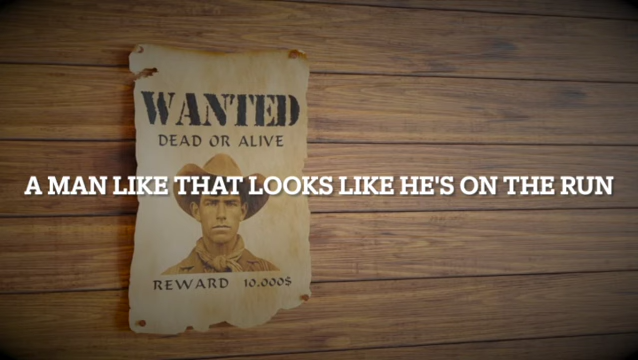 WANTED
DEAD OR ALIVE
A MAN LIKE THAT LOOKS LIKE HE'S ON THE RUN
REWARD 10.000$